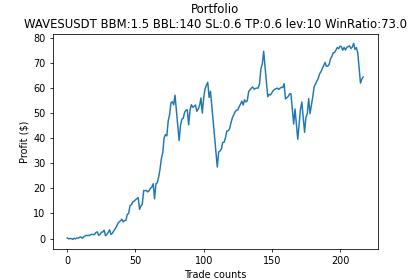 Portfolio
WAVESUSDT BBM:1.5 BBL:140 SL:0.6 TP:0.6 lev:10 WinRatio:73.0
80
70
60
50
40
30
20
10
0
Profit ($)
0 50 100 150 200
Trade counts